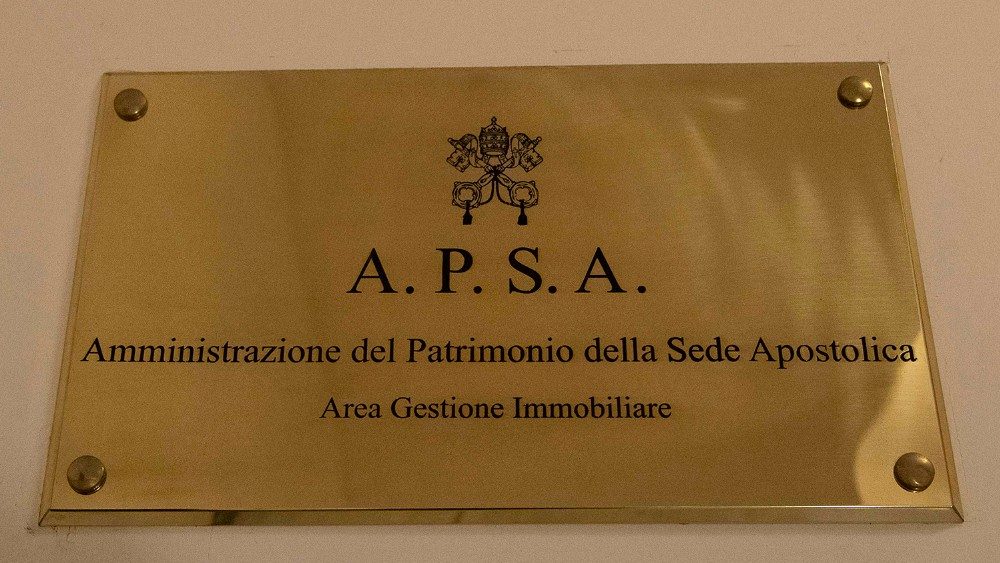 A. P. S. A.
Amministrazione del Patrimonio della Sede Apostolica
Area Gestione Immobiliare